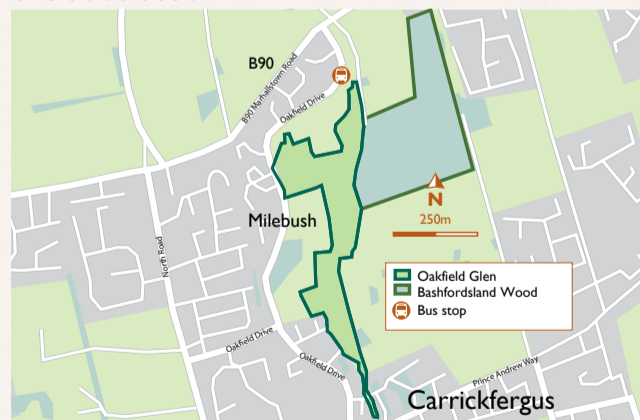 B90
B90 Marshallstown Road
Oakfield Drive
Milebush
N
250m
North Road
Oakfield Glen
Bashfordsland Wood
Bus stop
Oakfield Drive
Oakfield Drive
Prince Andrew Way
Carrickfergus